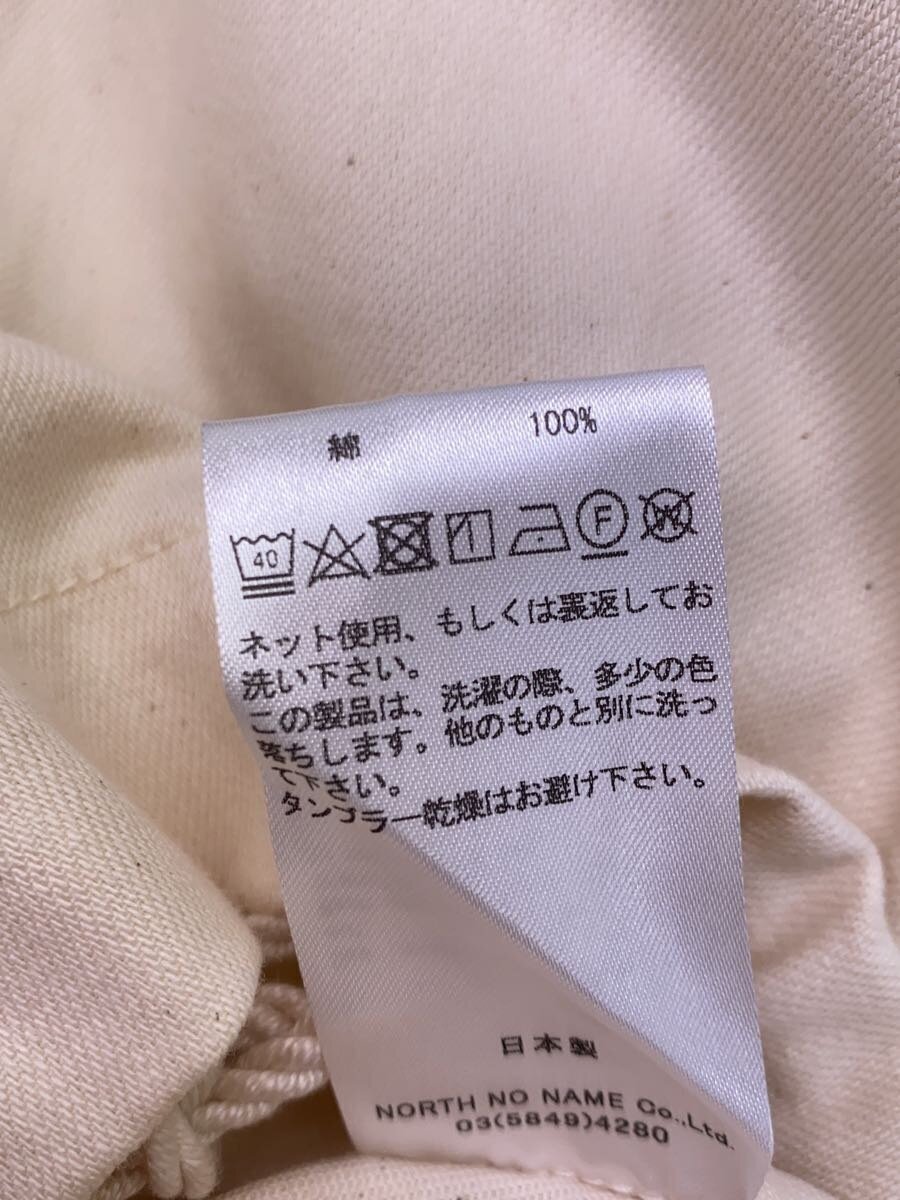 綿 100%
40 F W
ネット使用、もしくは裏返してお
洗い下さい。
この製品は、洗濯の際、多少の色
落ちします。他のものと別に洗っ
て下さい。
タンブラー乾燥はお避け下さい。
日本製
NORTH NO NAME Co.,Ltd.
03(5849)4280